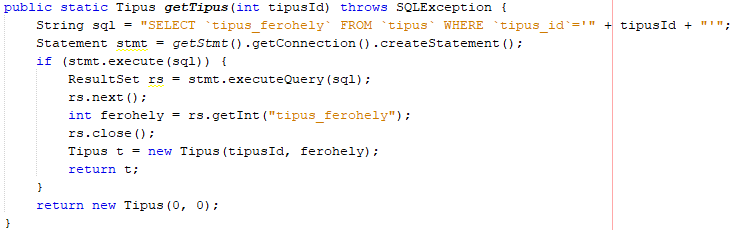 public static Tipus getTipus(int tipusId) throws SQLException {
    String sql = "SELECT `tipus_ferohely` FROM `tipus` WHERE `tipus_id`='" + tipusId + "'";
    Statement stmt = getStmt().getConnection().createStatement();
    if (stmt.execute(sql)) {
        ResultSet rs = stmt.executeQuery(sql);
        rs.next();
        int ferohely = rs.getInt("tipus_ferohely");
        rs.close();
        Tipus t = new Tipus(tipusId, ferohely);
        return t;
    }
    return new Tipus(0, 0);
}